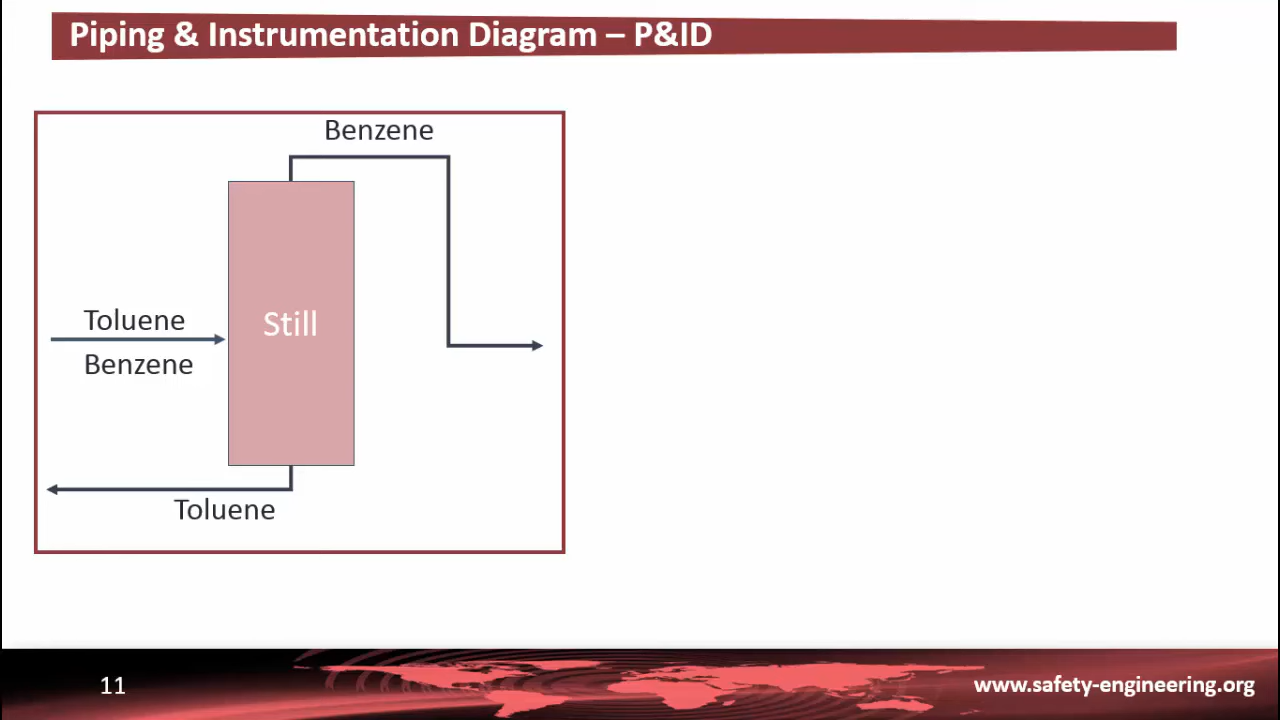 Piping & Instrumentation Diagram – P&ID
Benzene
Toluene
Still
Benzene
Toluene
11
www.safety-engineering.org